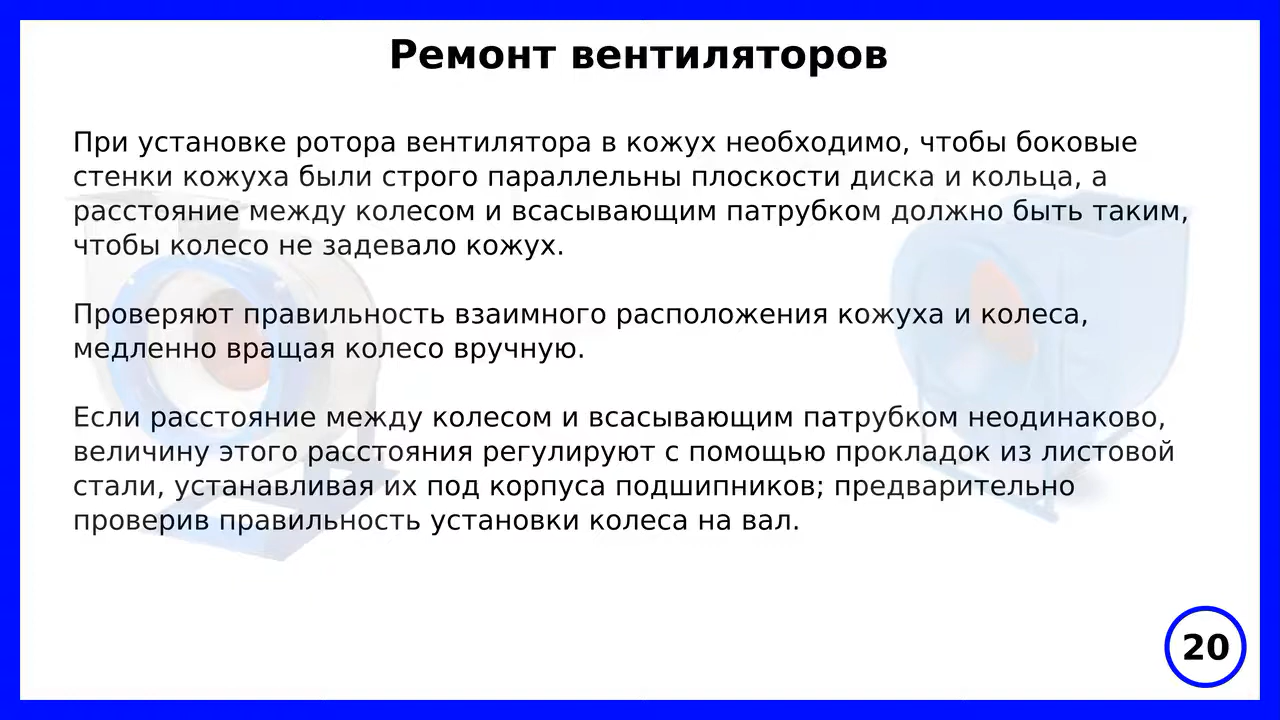 Ремонт вентиляторов
При установке ротора вентилятора в кожух необходимо, чтобы боковые
стенки кожуха были строго параллельны плоскости диска и кольца, а
расстояние между колесом и всасывающим патрубком должно быть таким,
чтобы колесо не задевало кожух.
Проверяют правильность взаимного расположения кожуха и колеса,
медленно вращая колесо вручную.
Если расстояние между колесом и всасывающим патрубком неодинаково,
величину этого расстояния регулируют с помощью прокладок из листовой
стали, устанавливая их под корпуса подшипников; предварительно
проверив правильность установки колеса на вал.
20